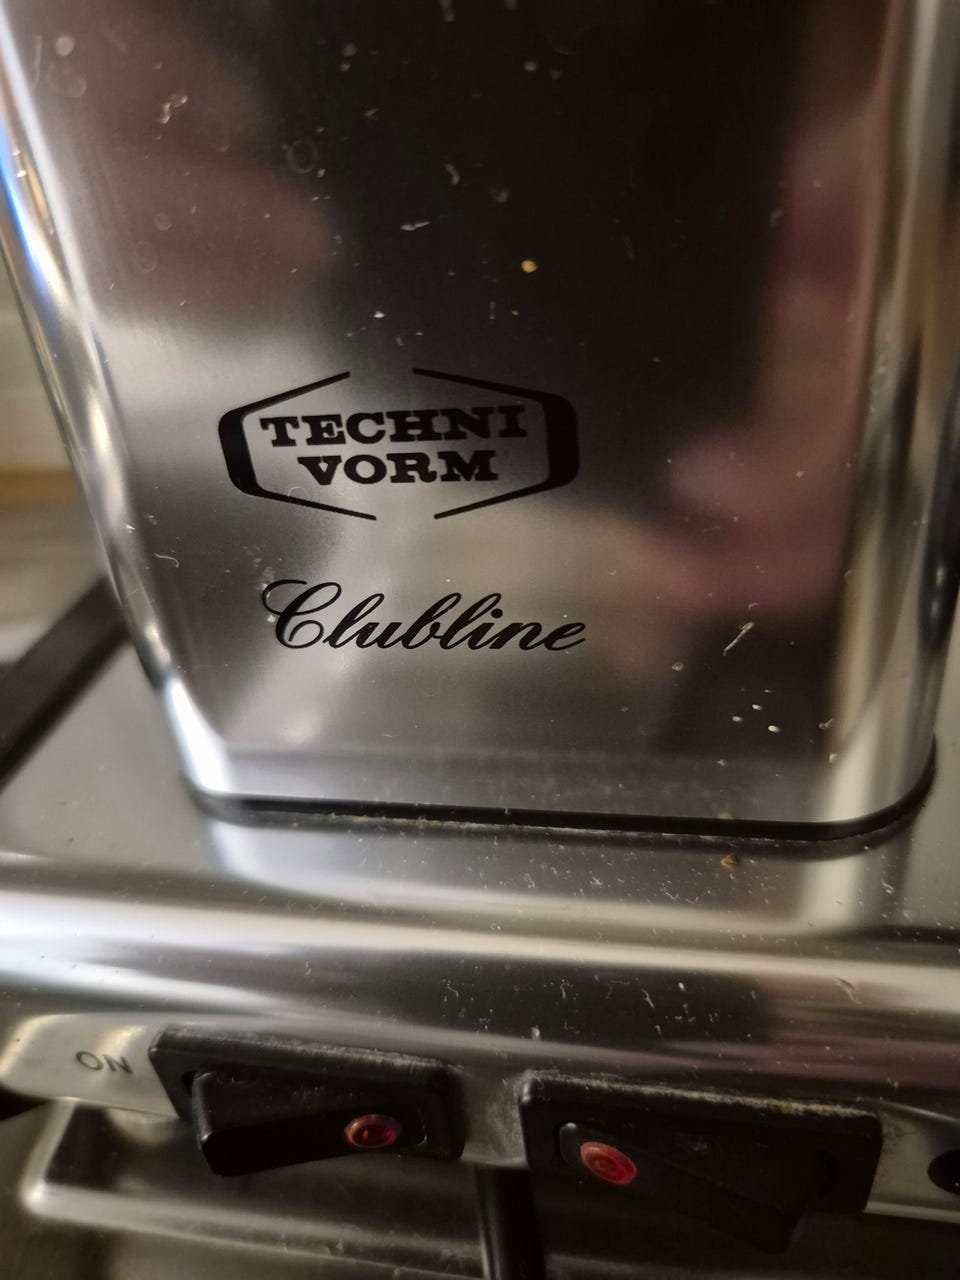 TECHNI
VORM
Clubline
ON